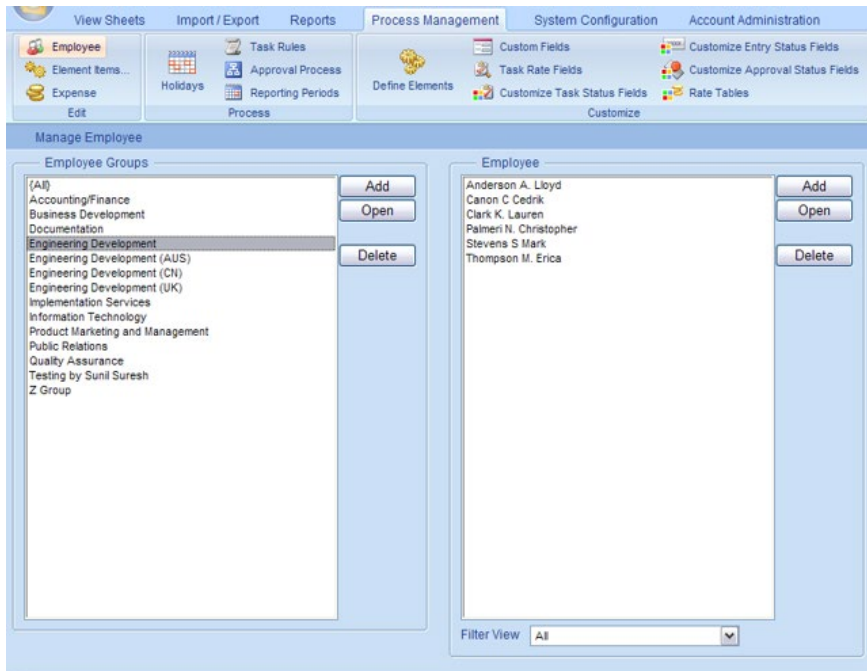 View Sheets Import / Export Reports Process Management System Configuration Account Administration
Employee
Element Items...
Expense
Edit
Holidays
Task Rules
Approval Process
Reporting Periods
Process
Define Elements
Custom Fields
Task Rate Fields
Customize Task Status Fields
Customize Entry Status Fields
Customize Approval Status Fields
Rate Tables
Customize
Manage Employee
Employee Groups
{All}
Accounting/Finance
Business Development
Documentation
Engineering Development
Engineering Development (AUS)
Engineering Development (CN)
Engineering Development (UK)
Implementation Services
Information Technology
Product Marketing and Management
Public Relations
Quality Assurance
Testing by Sunil Suresh
Z Group
Add
Open
Delete
Employee
Anderson A. Lloyd
Canon C Cedrik
Clark K. Lauren
Palmeri N. Christopher
Stevens S Mark
Thompson M. Erica
Add
Open
Delete
Filter View All